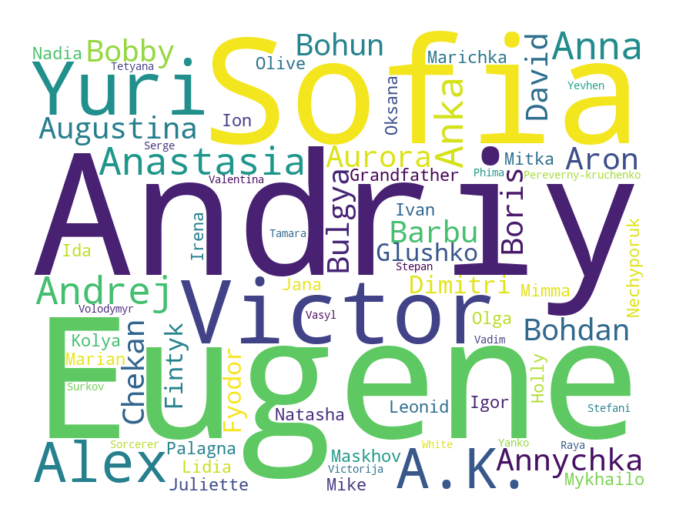 Sofia
Bohun
Anna
Nadia
Bobby
Tetyana
Olive
Marichka
David
Yuri
Yevhen
Augustina
Ion
Oksana
Anka
Serge
Anastasia
Aurora
Mitka
Aron
Valentina
Grandfather
Phima
Pereverny-kruchenko
Andriy
Bulgya
Boris
Ivan
Irena
Barbu
Ida
Tamara
Glushko
Stepan
Nechyporuk
Andrej
Victor
Jana
Dimitri
Mimma
Volodymyr
Vasyl
Olga
Bohdan
Chekan
Fintyk
Kolya
Vadim
Marian
Eugene
Fyodor
Holly
Surkov
Natasha
Leonid
Igor
Stefani
Sorcerer
Palagna
White
Yanko
Raya
Alex
Lidia
Maskhov
A.K.
Annychka
Victorija
Juliette
Mike
Mykhailo